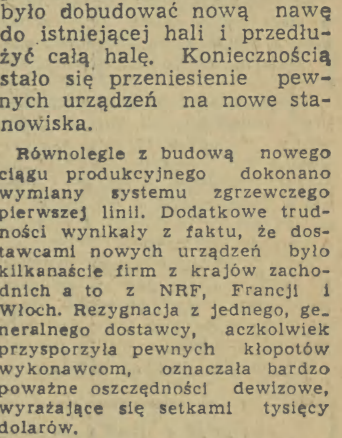 było dobudować nową nawę
do istniejącej hali i przedłu-
żyć całą halę. Koniecznością
stało się przeniesienie pew-
nych urządzeń na nowe sta-
nowiska.
Równolegle z budową nowego
ciągu produkcyjnego dokonano
wymiany systemu zgrzewczego
pierwszej linii. Dodatkowe trud-
ności wynikały z faktu, że dos-
tawcami nowych urządzeń było
kilkanaście firm z krajów zacho-
dnich a to z NRF, Francji i
Włoch. Rezygnacja z jednego, ge-
neralnego dostawcy, aczkolwiek
przysporzyła pewnych kłopotów
wykonawcom, oznaczała bardzo
poważne oszczędności dewizowe,
wyrażające się setkami tysięcy
dolarów.